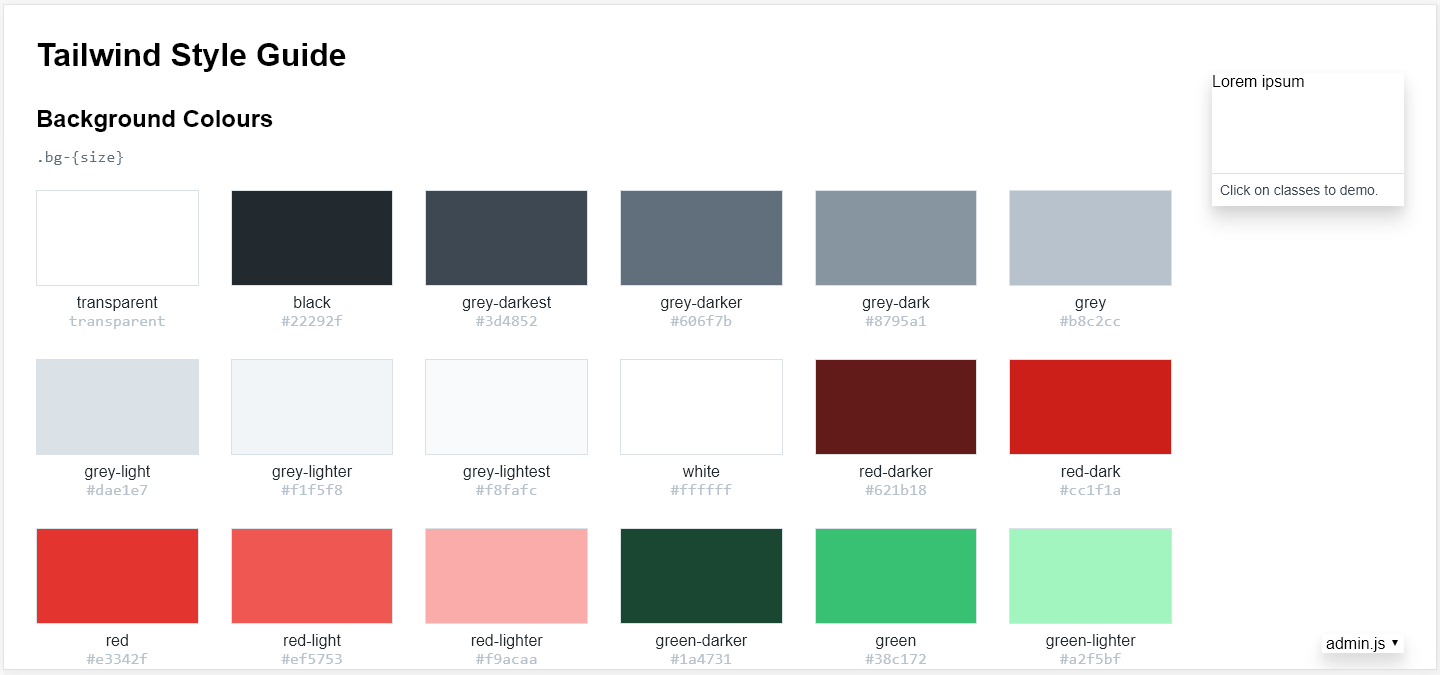 Tailwind Style Guide
Lorem ipsum
Background Colours
.bg-{size}
Click on classes to demo.
transparent black grey-darkest grey-darker grey-dark grey
transparent #22292f #3d4852 #606f7b #8795a1 #b8c2cc
grey-light grey-lighter grey-lightest white red-darker red-dark
#dae1e7 #f1f5f8 #f8fafc #ffffff #621b18 #cc1f1a
red red-light red-lighter green-darker green green-lighter
#e3342f #ef5753 #f9acaa #1a4731 #38c172 #a2f5bf
admin.js